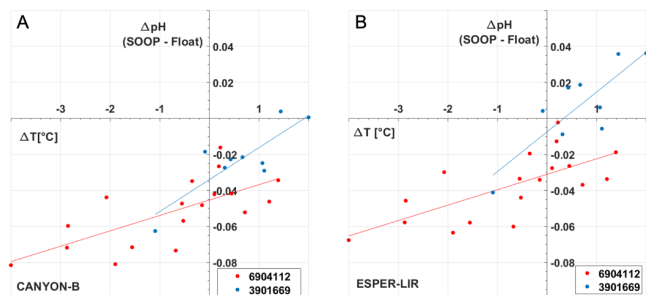 A
ΔpH
(SOOP - Float)
0.04
0.02
-3
-2
-1
1
ΔT[°C]
-0.02
-0.04
-0.06
-0.08
CANYON-B
6904112
3901669
B
ΔpH
(SOOP - Float)
0.04
0.02
-3
-2
-1
1
ΔT [°C]
-0.02
-0.04
-0.06
-0.08
ESPER-LIR
6904112
3901669